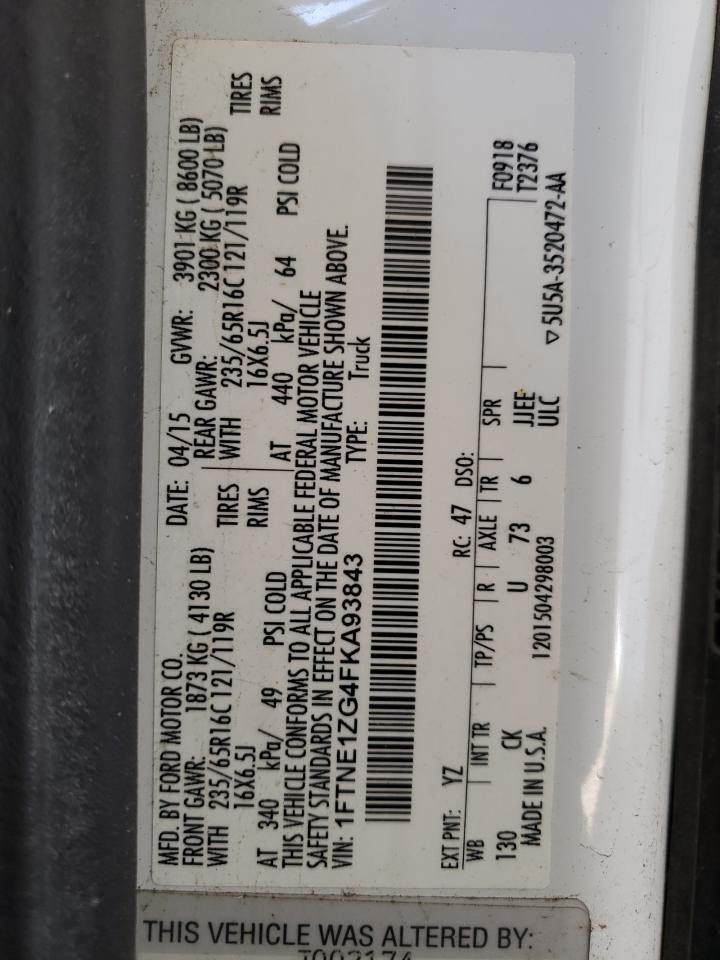 MFD. BY FORD MOTOR CO. DATE: 04/15 GVWR: 3901 KG ( 8600 LB)
FRONT GAWR: 1873 KG ( 4130 LB) REAR GAWR: 2300 KG ( 5070 LB)
WITH 235/65R16C 121/119R TIRES WITH 235/65R16C 121/119R TIRES
16X6.5J RIMS 16X6.5J RIMS
AT 340 kPa/ 49 PSI COLD AT 440 kPa/ 64 PSI COLD
THIS VEHICLE CONFORMS TO ALL APPLICABLE FEDERAL MOTOR VEHICLE
SAFETY STANDARDS IN EFFECT ON THE DATE OF MANUFACTURE SHOWN ABOVE.
VIN: 1FTNE1ZG4FKA93843 TYPE: Truck
EXT PNT: YZ RC: 47 DSO:
WB INT TR TP/PS R AXLE TR SPR F0918
130 CK U 73 6 JJEE T2376
MADE IN U.S.A. 1201504298003 ULC ▽5U5A-3520472-AA
THIS VEHICLE WAS ALTERED BY: